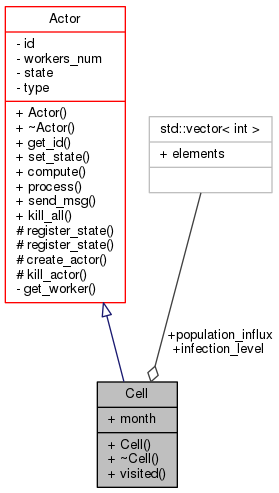 Actor
- id
- workers_num
- state
- type
+ Actor()
+ ~Actor()
+ get_id()
+ set_state()
+ compute()
+ process()
+ send_msg()
+ kill_all()
# register_state()
# register_state()
# create_actor()
# kill_actor()
- get_worker()
std::vector< int >
+ elements
+population_influx
+infection_level
Cell
+ month
+ Cell()
+ ~Cell()
+ visited()